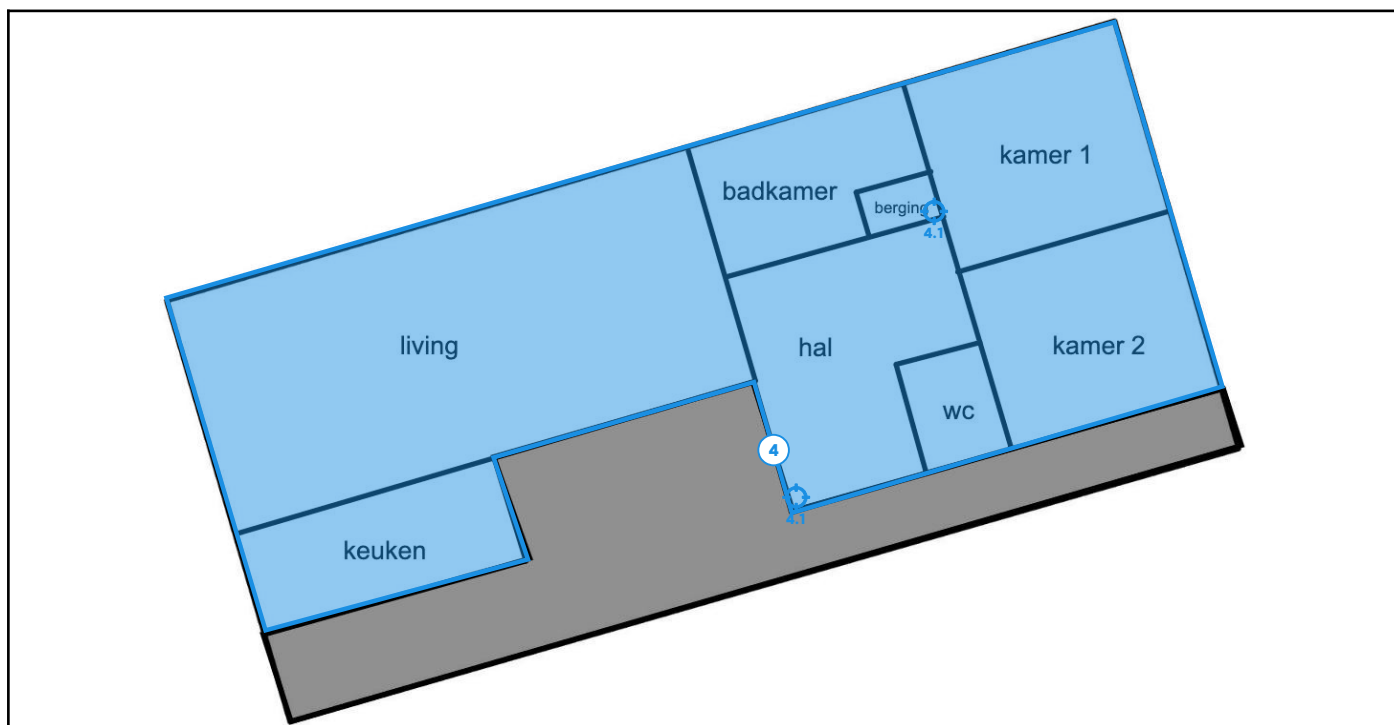 kamer 1
badkamer
berging
4.1
living
hal
kamer 2
wc
4
4.1
keuken